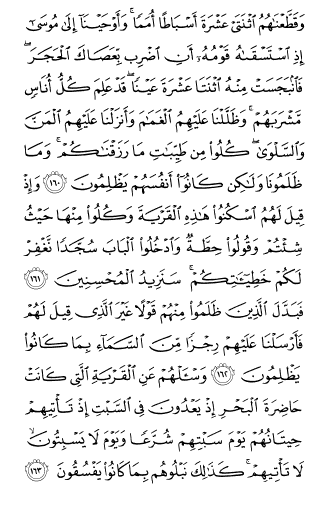 وَقَطَّعْنَٰهُمُ ٱثْنَتَىْ عَشْرَةَ أَسْبَاطًا أُمَمًا ۚ وَأَوْحَيْنَآ إِلَىٰ مُوسَىٰٓ
إِذِ ٱسْتَسْقَىٰهُ قَوْمُهُۥٓ أَنِ ٱضْرِب بِّعَصَاكَ ٱلْحَجَرَ ۖ
فَٱنۢبَجَسَتْ مِنْهُ ٱثْنَتَا عَشْرَةَ عَيْنًا ۖ قَدْ عَلِمَ كُلُّ أُنَاسٍ
مَّشْرَبَهُمْ ۚ وَظَلَّلْنَا عَلَيْهِمُ ٱلْغَمَٰمَ وَأَنزَلْنَا عَلَيْهِمُ ٱلْمَنَّ
وَٱلسَّلْوَىٰ ۖ كُلُوا۟ مِن طَيِّبَٰتِ مَا رَزَقْنَٰكُمْ ۚ وَمَا
ظَلَمُونَا وَلَٰكِن كَانُوٓا۟ أَنفُسَهُمْ يَظْلِمُونَ ﴿١٦٠﴾ وَإِذْ
قِيلَ لَهُمُ ٱسْكُنُوا۟ هَٰذِهِ ٱلْقَرْيَةَ وَكُلُوا۟ مِنْهَا حَيْثُ
شِئْتُمْ وَقُولُوا۟ حِطَّةٌ وَٱدْخُلُوا۟ ٱلْبَابَ سُجَّدًا نَّغْفِرْ
لَكُمْ خَطِيٓـَٰٔتِكُمْ ۚ سَنَزِيدُ ٱلْمُحْسِنِينَ ﴿١٦١﴾
فَبَدَّلَ ٱلَّذِينَ ظَلَمُوا۟ مِنْهُمْ قَوْلًا غَيْرَ ٱلَّذِى قِيلَ لَهُمْ
فَأَرْسَلْنَا عَلَيْهِمْ رِجْزًا مِّنَ ٱلسَّمَآءِ بِمَا كَانُوا۟
يَظْلِمُونَ ﴿١٦٢﴾ وَسْـَٔلْهُمْ عَنِ ٱلْقَرْيَةِ ٱلَّتِى كَانَتْ
حَاضِرَةَ ٱلْبَحْرِ إِذْ يَعْدُونَ فِى ٱلسَّبْتِ إِذْ تَأْتِيهِمْ
حِيتَانُهُمْ يَوْمَ سَبْتِهِمْ شُرَّعًا وَيَوْمَ لَا يَسْبِتُونَ ۙ
لَا تَأْتِيهِمْ ۚ كَذَٰلِكَ نَبْلُوهُم بِمَا كَانُوا۟ يَفْسُقُونَ ﴿١٦٣﴾